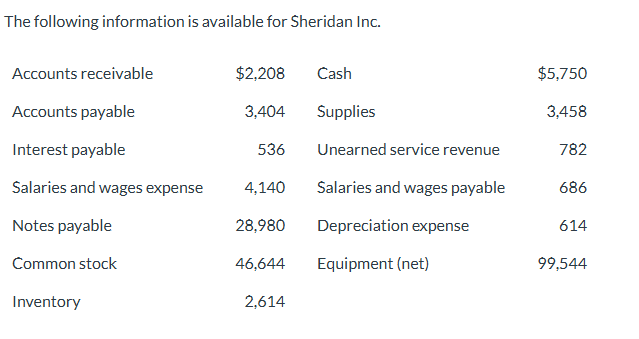 The following information is available for Sheridan Inc.
Accounts receivable $2,208 Cash $5,750
Accounts payable 3,404 Supplies 3,458
Interest payable 536 Unearned service revenue 782
Salaries and wages expense 4,140 Salaries and wages payable 686
Notes payable 28,980 Depreciation expense 614
Common stock 46,644 Equipment (net) 99,544
Inventory 2,614